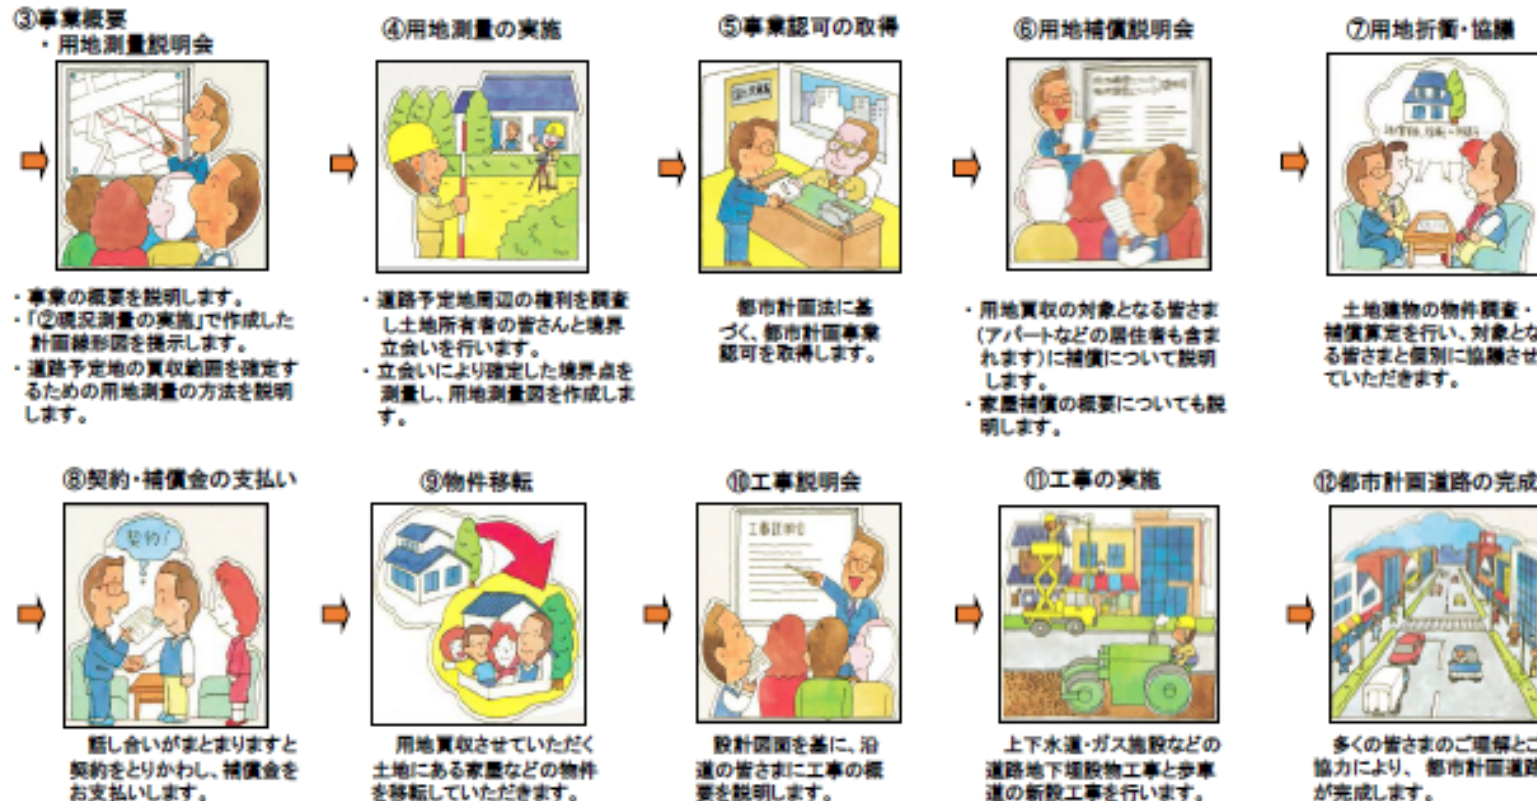 ③事業概要
・用地測量説明会
④用地測量の実施
⑤事業認可の取得
⑥用地補償説明会
⑦用地折衝・協議
・事業の概要を説明します。
・「②現況測量の実施」で作成した
計画線形図を提示します。
・道路予定地の買収範囲を確定す
るための用地測量の方法を説明
します。
・道路予定地周辺の権利を調査
し土地所有者の皆さんと境界
立会いを行います。
・立会いにより確定した境界点を
測量し、用地測量図を作成しま
す。
都市計画法に基
づく、都市計画事業
認可を取得します。
・用地買収の対象となる皆さま
(アパートなどの居住者も含ま
れます)に補償について説明
します。
・家屋補償の概要についても説
明します。
土地建物の物件調査・
補償算定を行い、対象とな
る皆さまと個別に協議させ
ていただきます。
⑧契約・補償金の支払い
⑨物件移転
⑩工事説明会
⑪工事の実施
⑫都市計画道路の完成
契約!
工事説明会
話し合いがまとまりますと
契約をとりかわし、補償金を
お支払いします。
用地買収させていただく
土地にある家屋などの物件
を移転していただきます。
設計図面を基に、沿
道の皆さまに工事の概
要を説明します。
上下水道・ガス施設などの
道路地下埋設物工事と歩車
道の新設工事を行います。
多くの皆さまのご理解とご
協力により、都市計画道路
が完成します。